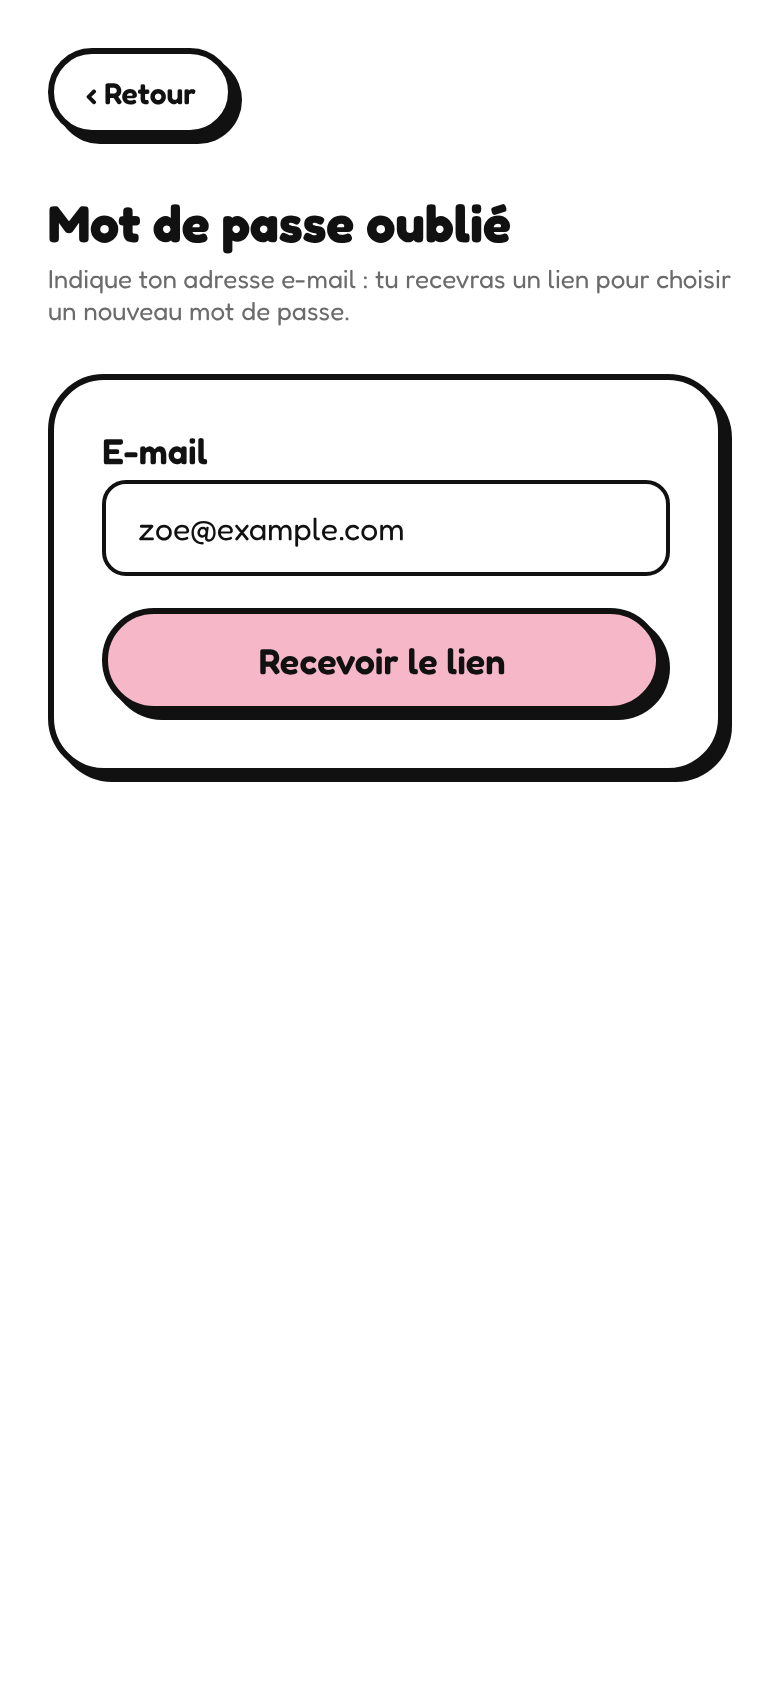 ‹ Retour
Mot de passe oublié
Indique ton adresse e-mail : tu recevras un lien pour choisir
un nouveau mot de passe.
E-mail
zoe@example.com
Recevoir le lien